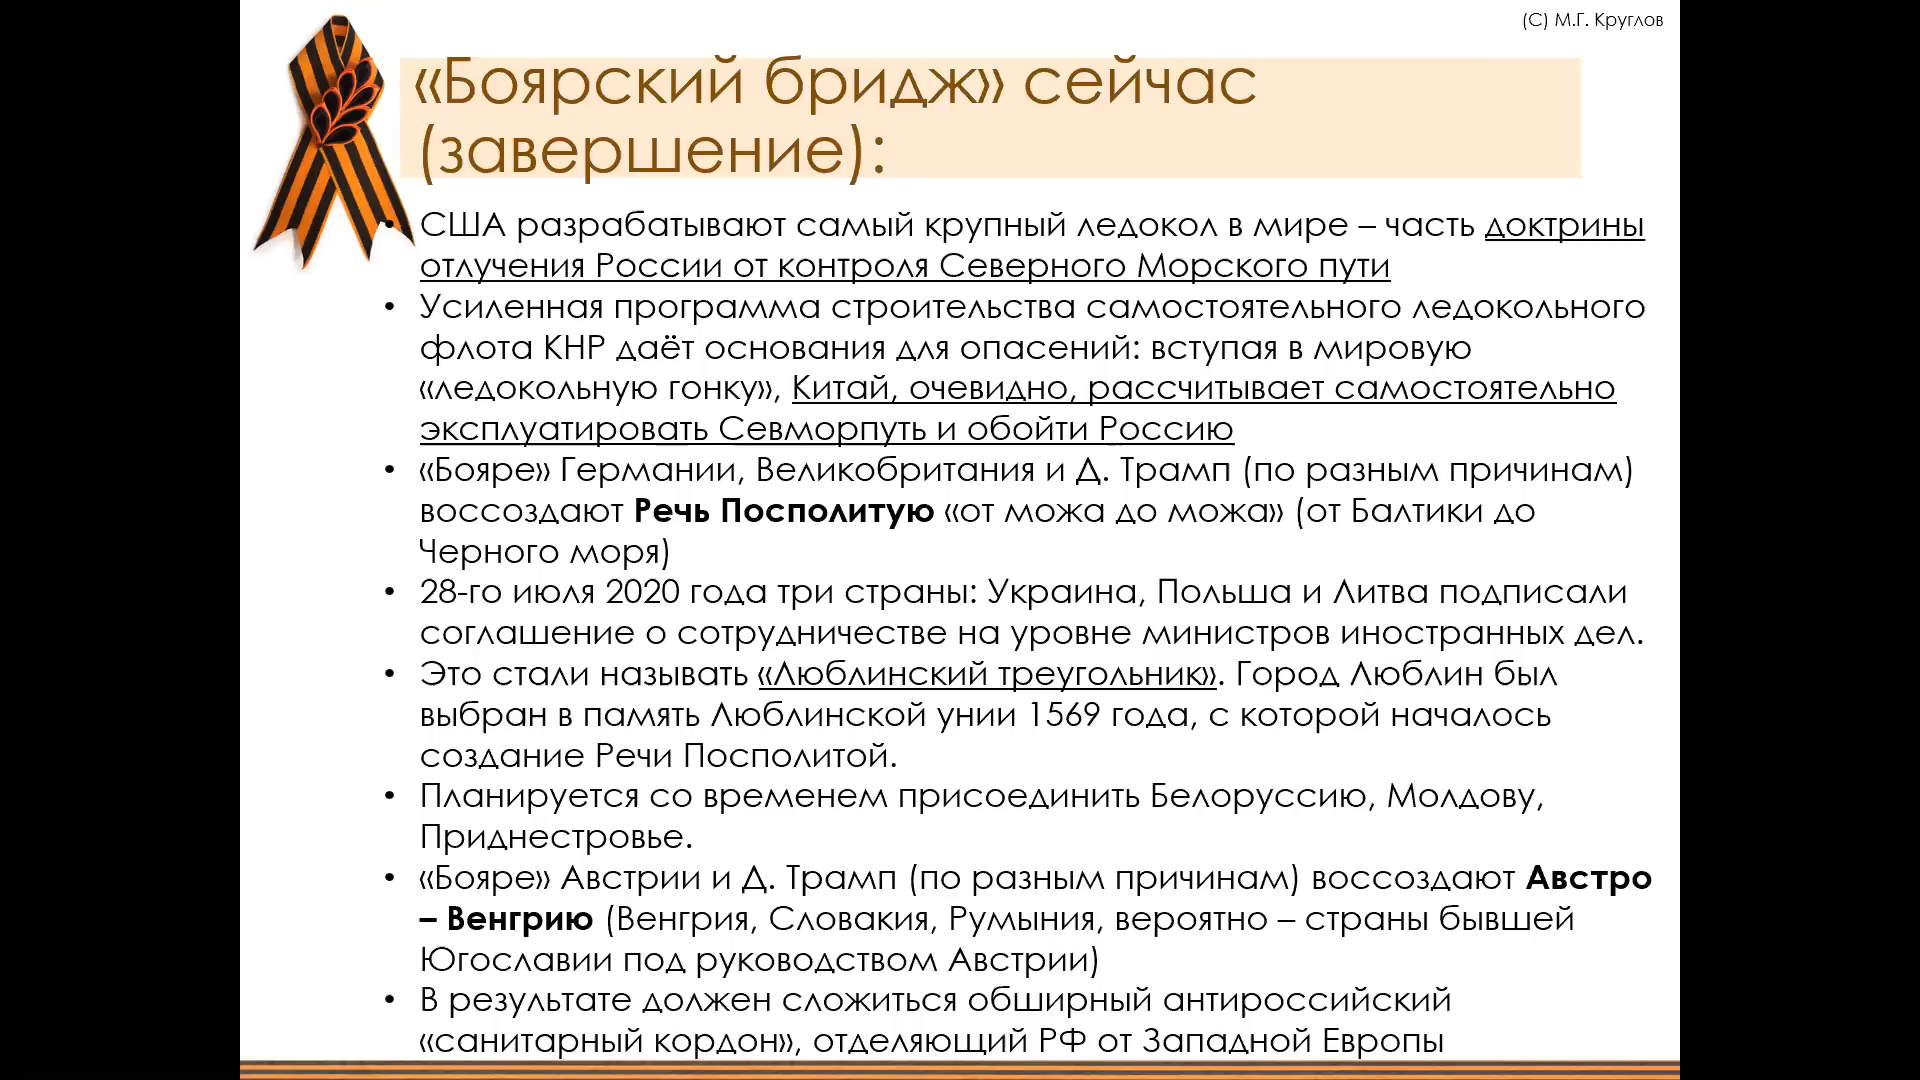 (С) М.Г. Круглов
«Боярский бридж» сейчас
(завершение):
• США разрабатывают самый крупный ледокол в мире – часть доктрины
отлучения России от контроля Северного Морского пути
• Усиленная программа строительства самостоятельного ледокольного
флота КНР даёт основания для опасений: вступая в мировую
«ледокольную гонку», Китай, очевидно, рассчитывает самостоятельно
эксплуатировать Севморпуть и обойти Россию
• «Бояре» Германии, Великобритания и Д. Трамп (по разным причинам)
воссоздают Речь Посполитую «от можа до можа» (от Балтики до
Черного моря)
• 28-го июля 2020 года три страны: Украина, Польша и Литва подписали
соглашение о сотрудничестве на уровне министров иностранных дел.
• Это стали называть «Люблинский треугольник». Город Люблин был
выбран в память Люблинской унии 1569 года, с которой началось
создание Речи Посполитой.
• Планируется со временем присоединить Белоруссию, Молдову,
Приднестровье.
• «Бояре» Австрии и Д. Трамп (по разным причинам) воссоздают Австро
– Венгрию (Венгрия, Словакия, Румыния, вероятно – страны бывшей
Югославии под руководством Австрии)
• В результате должен сложиться обширный антироссийский
«санитарный кордон», отделяющий РФ от Западной Европы